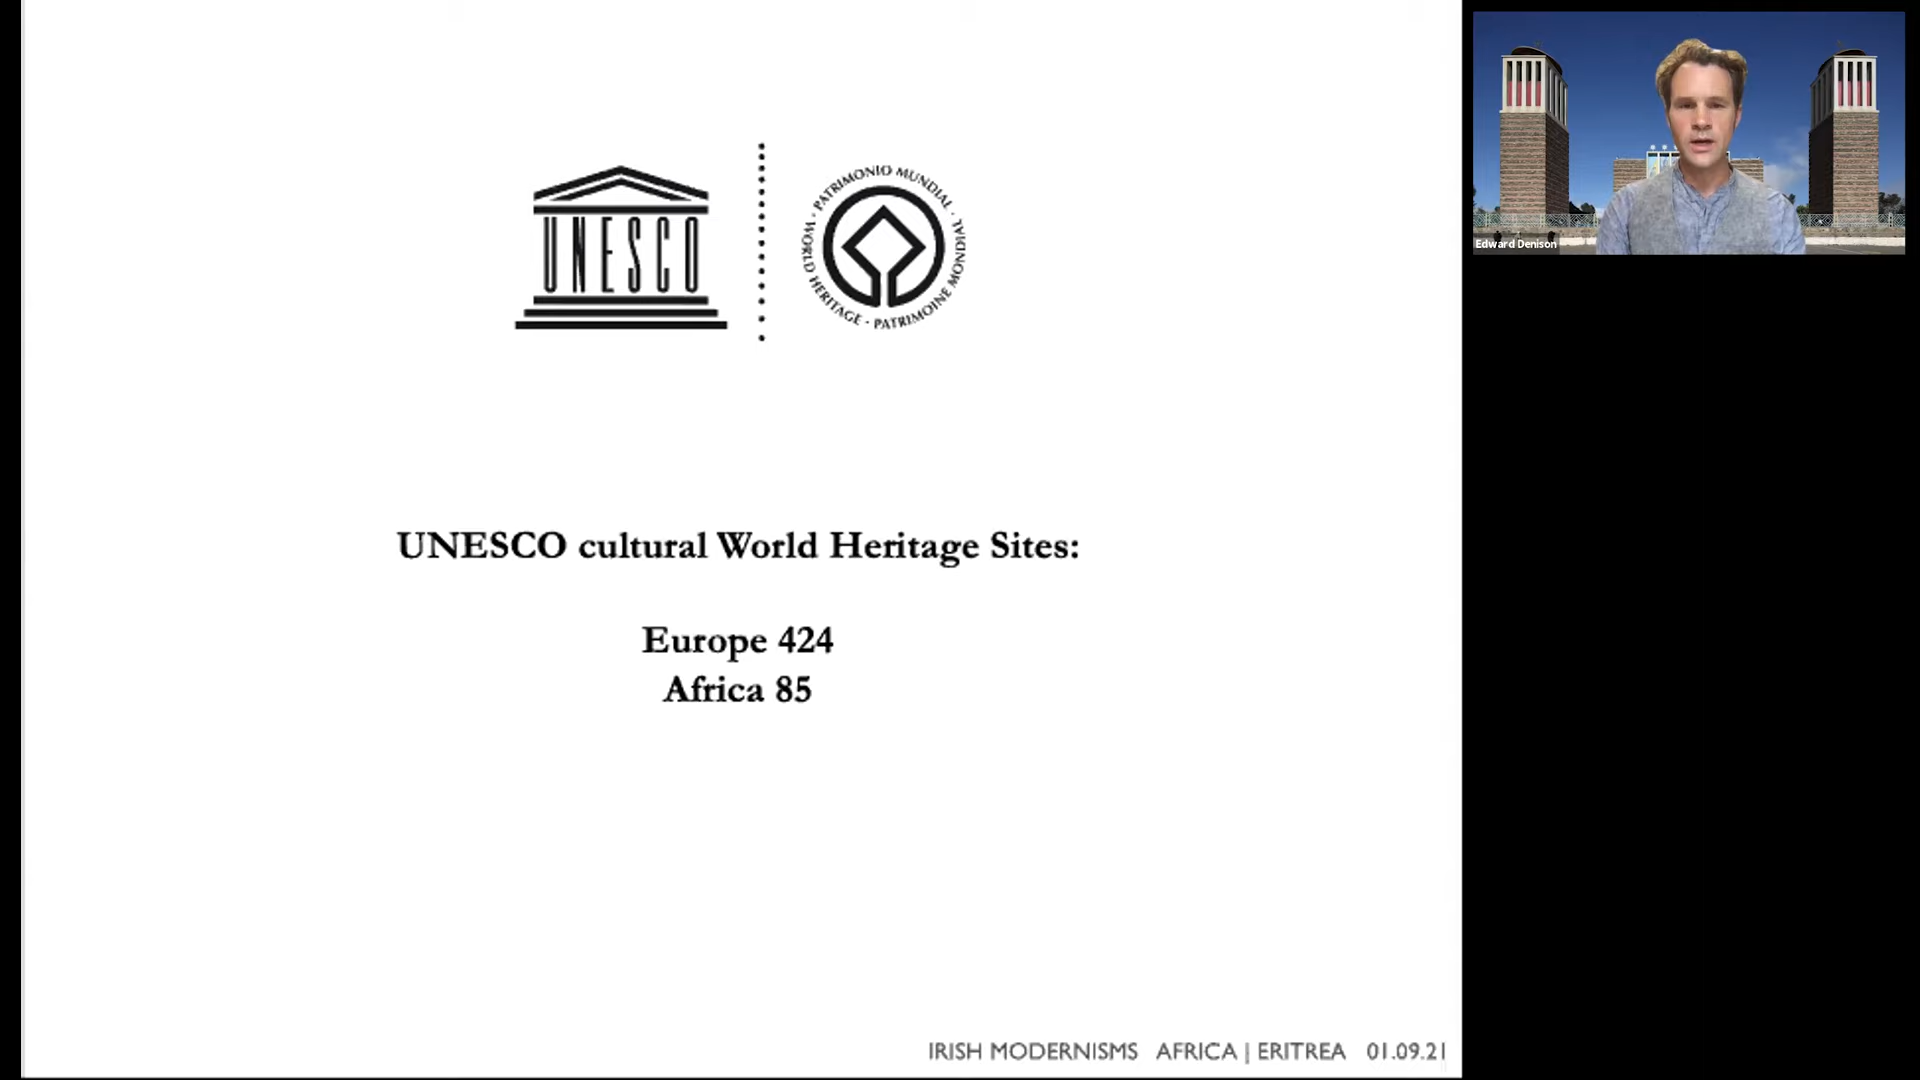 UNESCO
· PATRIMONIO MUNDIAL · WORLD HERITAGE · PATRIMOINE MONDIAL
UNESCO cultural World Heritage Sites:
Europe 424
Africa 85
IRISH MODERNISMS AFRICA | ERITREA 01.09.21
Edward Denison